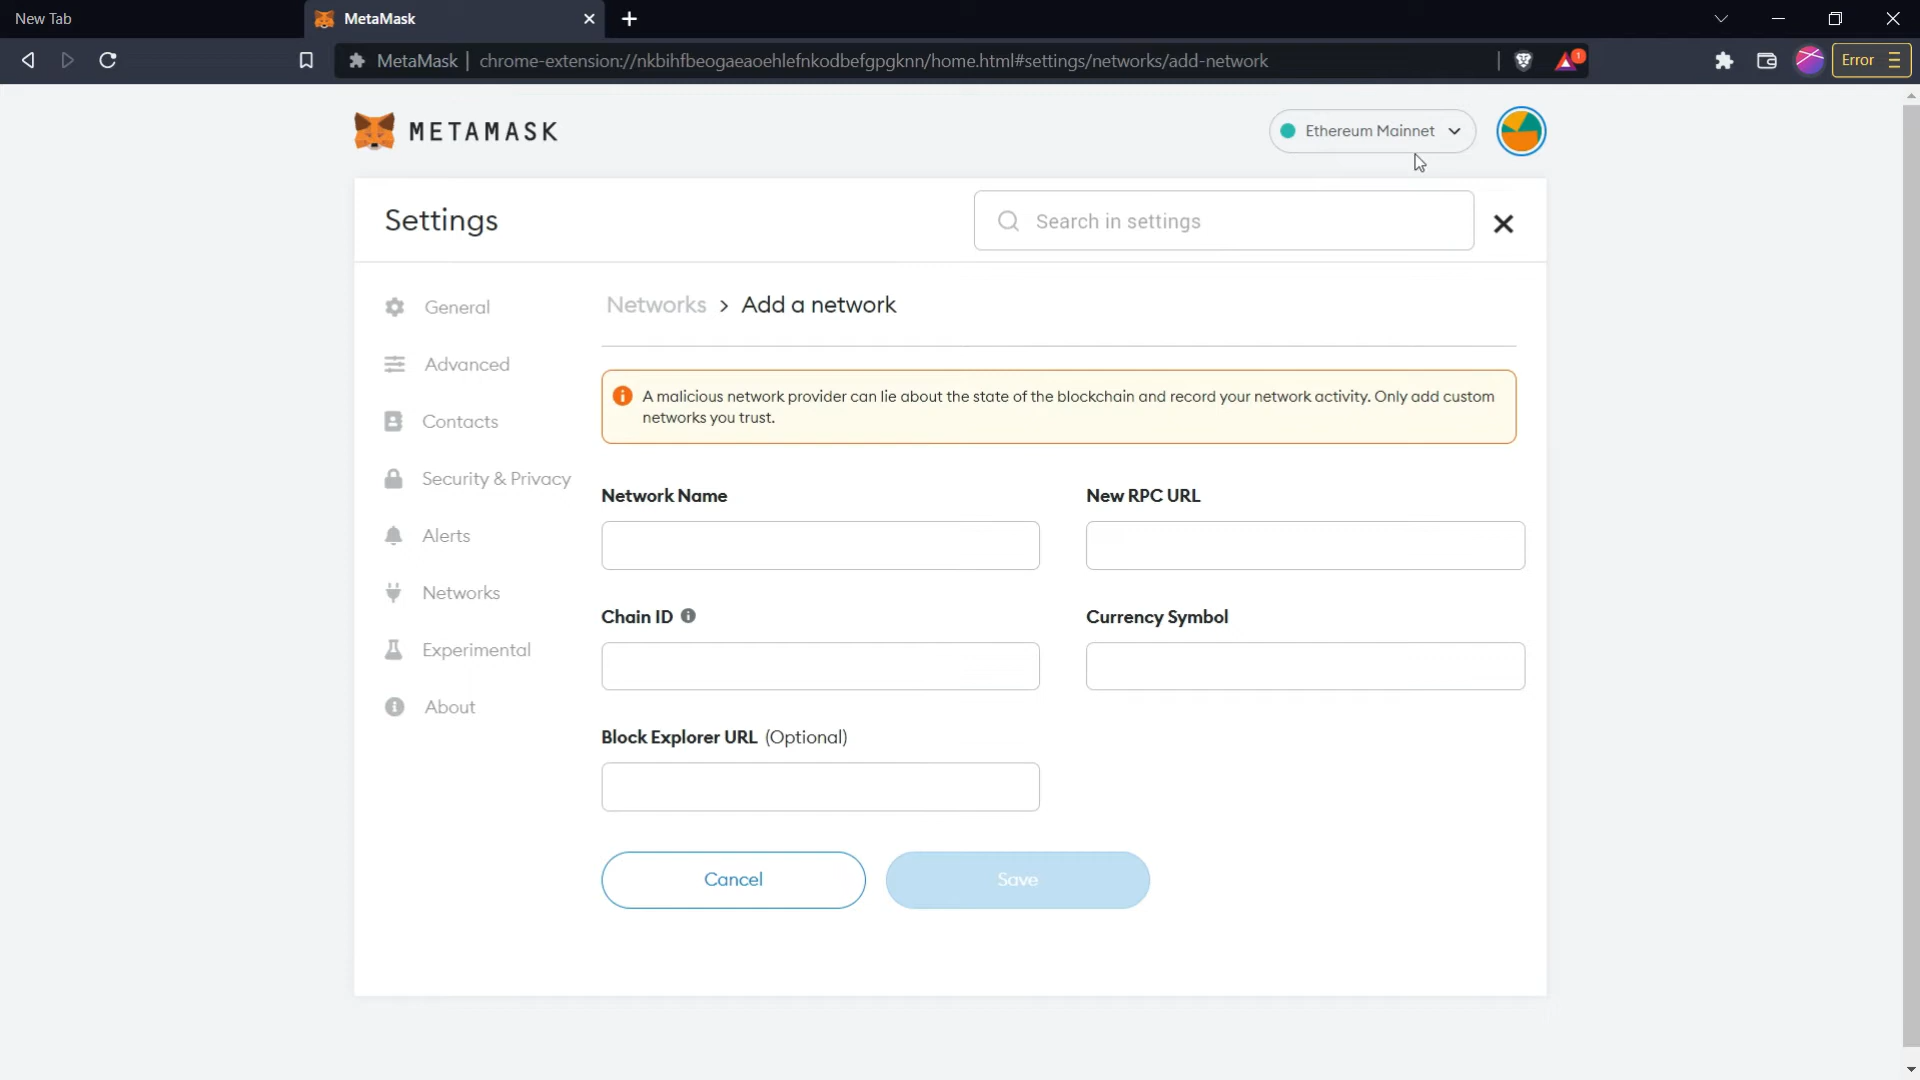 New Tab
MetaMask
MetaMask | chrome-extension://nkbihfbeogaeaoehlefnkodbefgpgknn/home.html#settings/networks/add-network
1
Error
METAMASK
Ethereum Mainnet
Settings
Search in settings
General
Advanced
Contacts
Security & Privacy
Alerts
Networks
Experimental
About
Networks > Add a network
A malicious network provider can lie about the state of the blockchain and record your network activity. Only add custom
networks you trust.
Network Name
New RPC URL
Chain ID
Currency Symbol
Block Explorer URL (Optional)
Cancel
Save